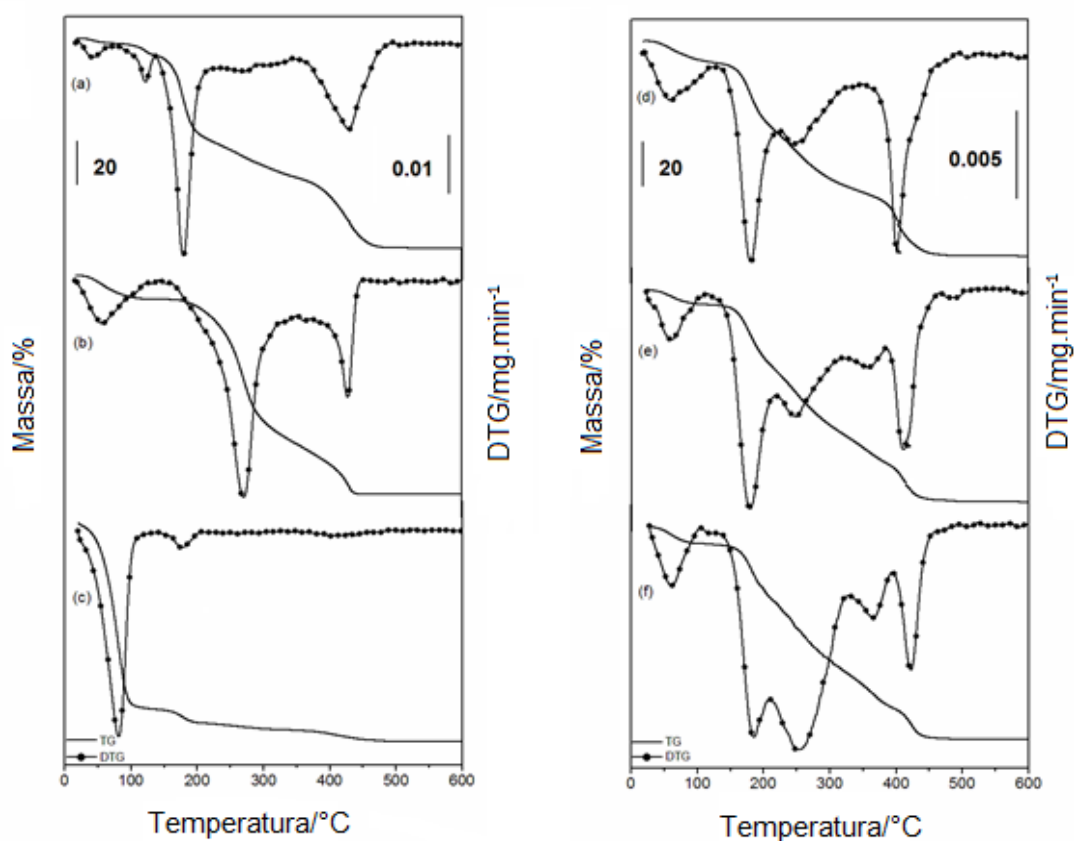 (a)
20
0.01
(b)
(c)
TG
DTG
0 100 200 300 400 500 600
Temperatura/°C
Massa/%
DTG/mg.min⁻¹
(d)
20
0.005
(e)
(f)
TG
DTG
0 100 200 300 400 500 600
Temperatura/°C
Massa/%
DTG/mg.min⁻¹